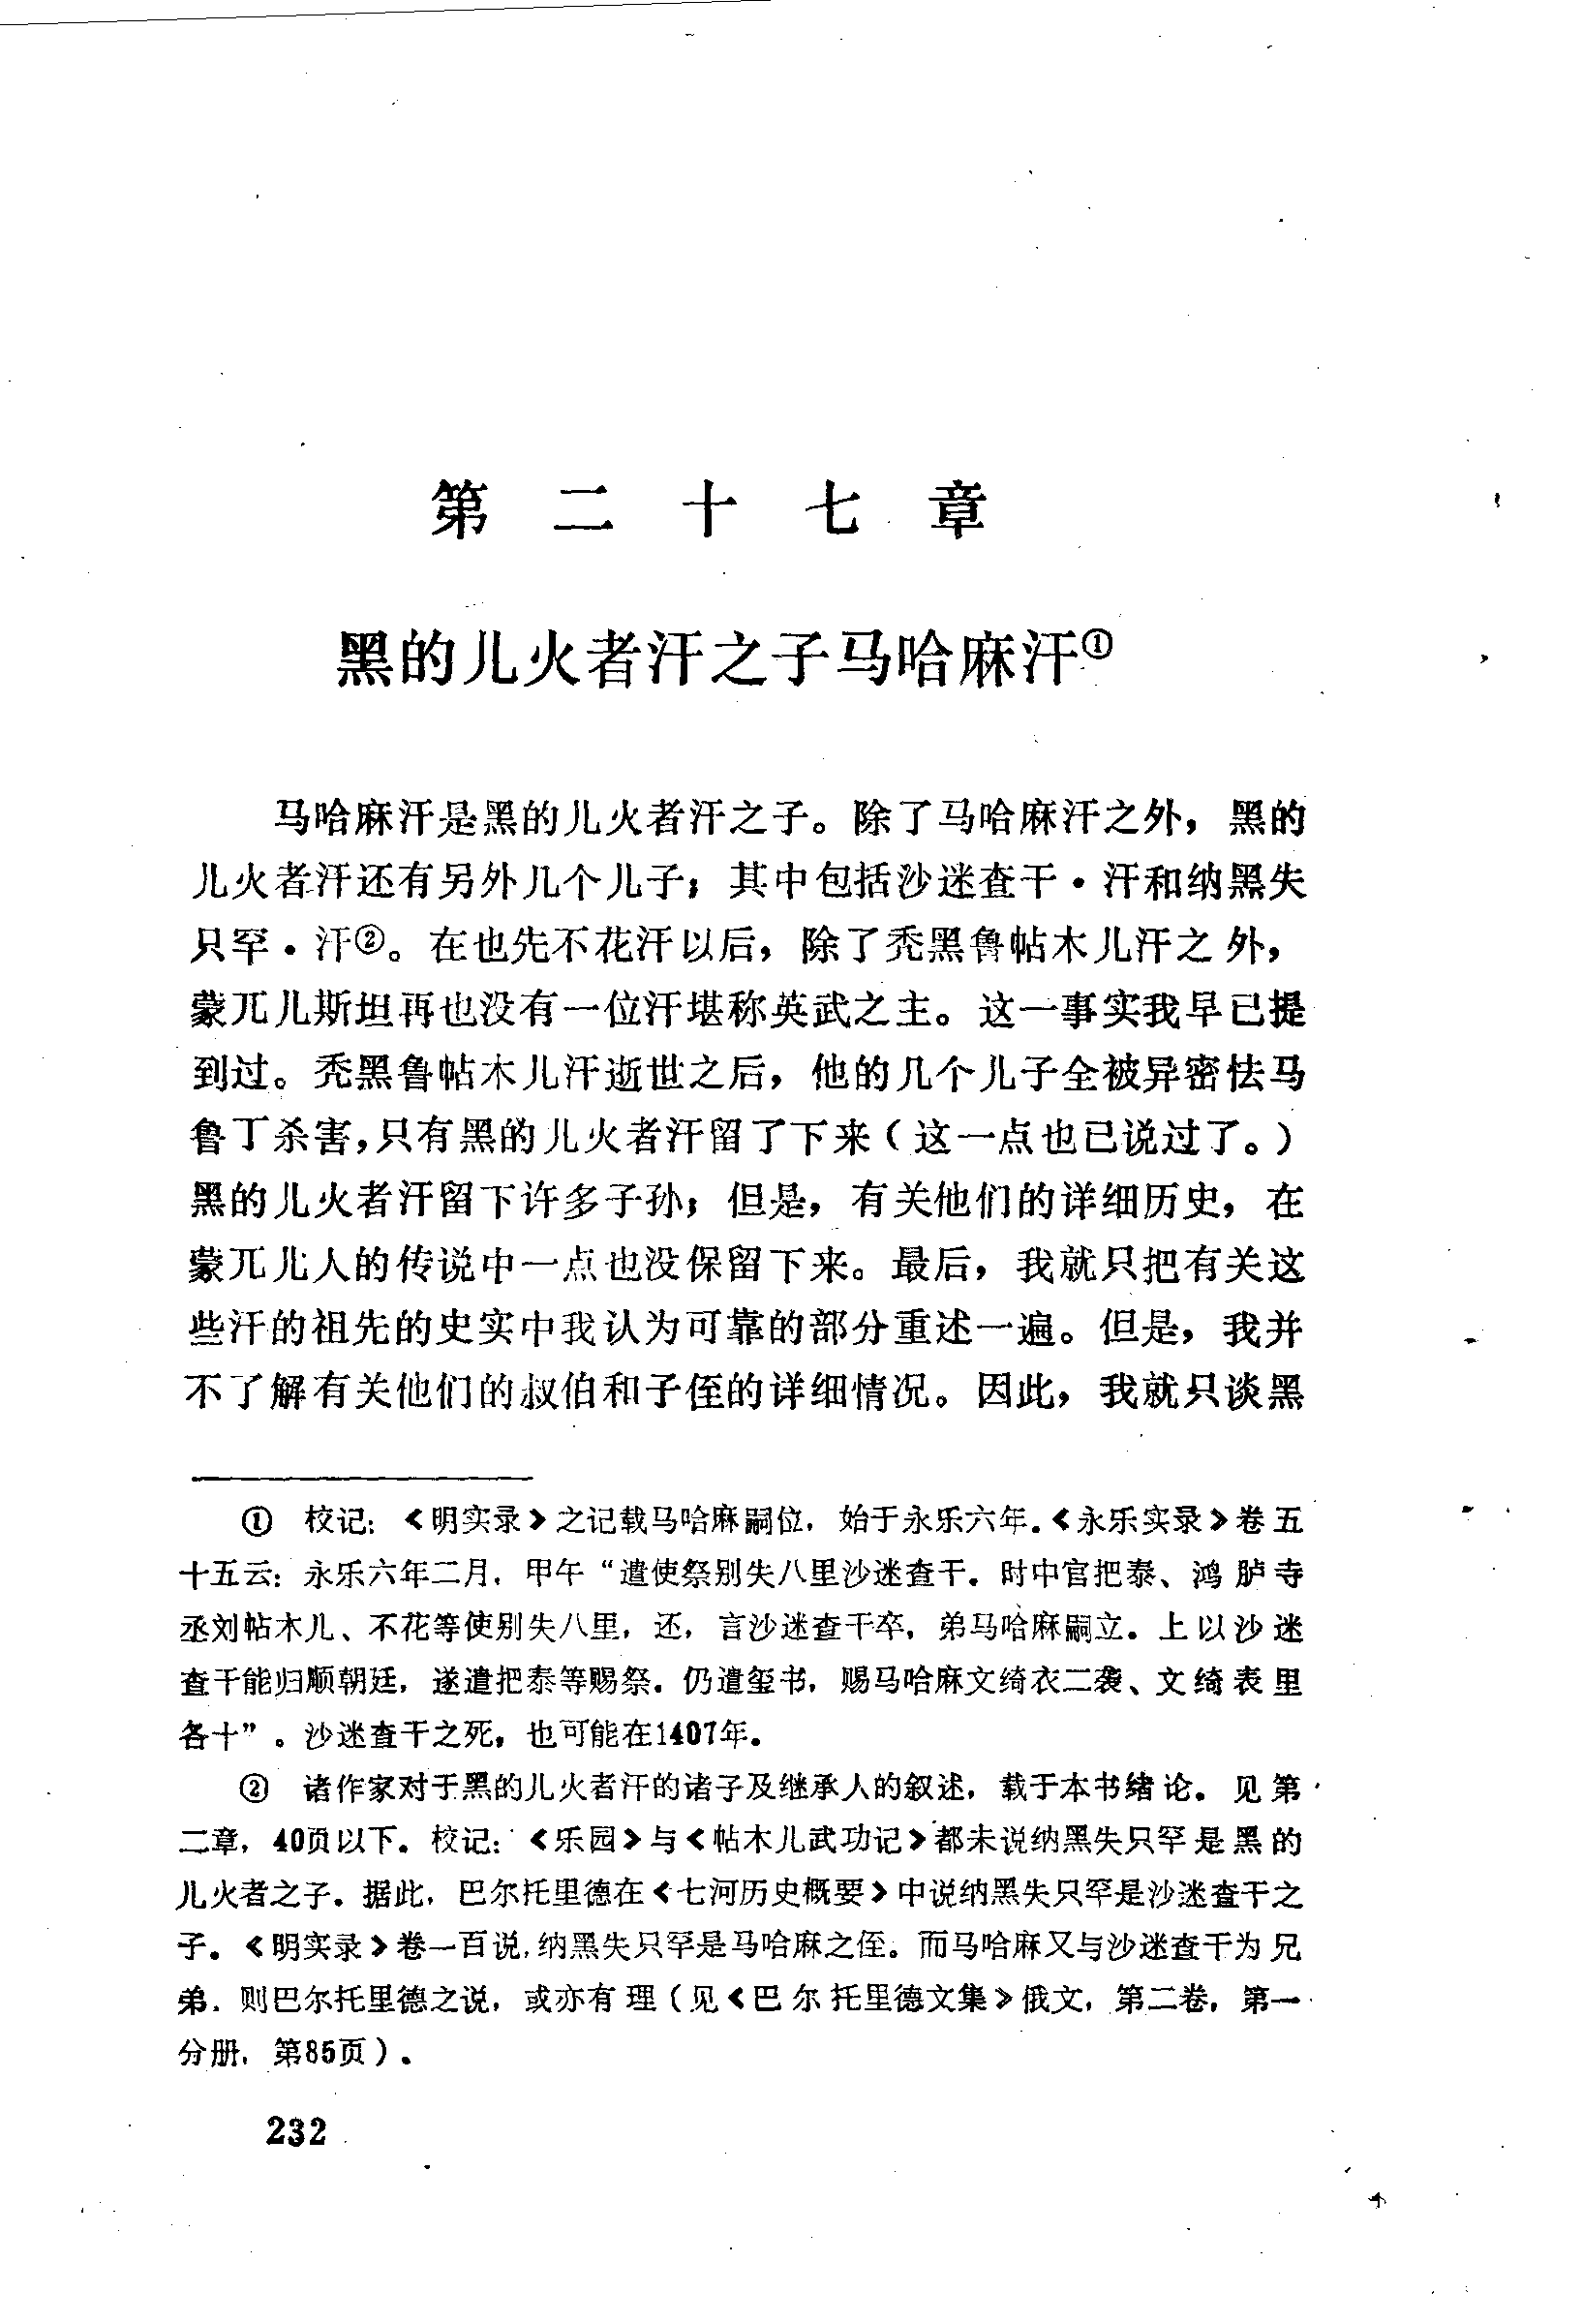 第二十七章
黑的儿火者汗之子马哈麻汗①
马哈麻汗是黑的儿火者汗之子。除了马哈麻汗之外，黑的
儿火者汗还有另外几个儿子；其中包括沙迷查干·汗和纳黑失
只罕·汗②。在也先不花汗以后，除了秃黑鲁帖木儿汗之外，
蒙兀儿斯坦再也没有一位汗堪称英武之主。这一事实我早已提
到过。秃黑鲁帖木儿汗逝世之后，他的几个儿子全被异密怯马
鲁丁杀害，只有黑的儿火者汗留了下来（这一点也已说过了。）
黑的儿火者汗留下许多子孙；但是，有关他们的详细历史，在
蒙兀儿人的传说中一点也没保留下来。最后，我就只把有关这
些汗的祖先的史实中我认为可靠的部分重述一遍。但是，我并
不了解有关他们的叔伯和子侄的详细情况。因此，我就只谈黑
① 校记：《明实录》之记载马哈麻嗣位，始于永乐六年。《永乐实录》卷五
十五云：永乐六年二月，甲午“遣使祭别失八里沙迷查干。时中官把泰、鸿胪寺
丞刘帖木儿、不花等使别失八里，还，言沙迷查干卒，弟马哈麻嗣立。上以沙迷
查干能归顺朝廷，遂遣把泰等赐祭。仍遣玺书，赐马哈麻文绮衣二袭、文绮表里
各十”。沙迷查干之死，也可能在1407年。
② 诸作家对于黑的儿火者汗的诸子及继承人的叙述，载于本书绪论。见第
二章，40页以下。校记：《乐园》与《帖木儿武功记》都未说纳黑失只罕是黑的
儿火者之子。据此，巴尔托里德在《七河历史概要》中说纳黑失只罕是沙迷查干之
子。《明实录》卷一百说，纳黑失只罕是马哈麻之侄。而马哈麻又与沙迷查干为兄
弟，则巴尔托里德之说，或亦有理（见《巴尔托里德文集》俄文，第二卷，第一
分册，第85页）。
232